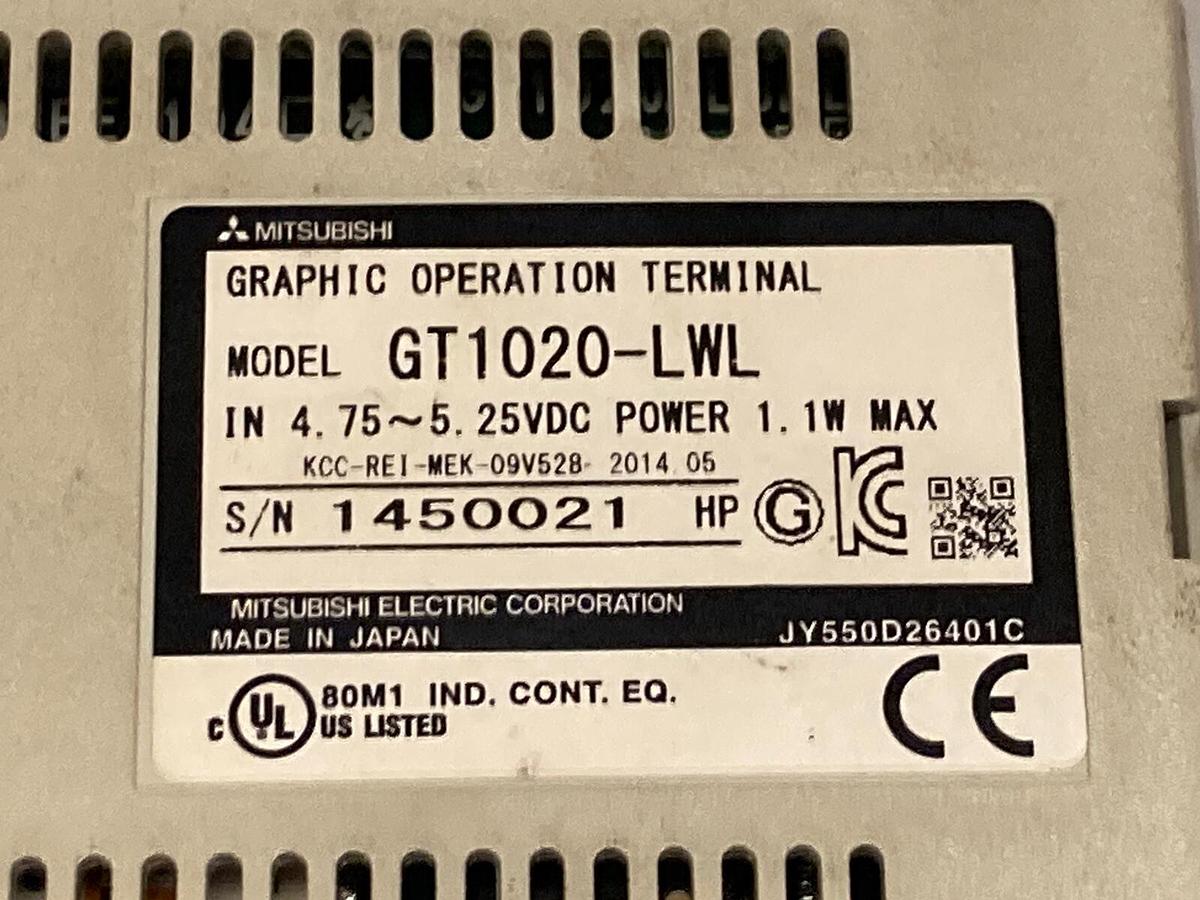 MITSUBISHI
GRAPHIC OPERATION TERMINAL
MODEL GT1020-LWL
IN 4.75~5.25VDC POWER 1.1W MAX
KCC-REI-MEK-09V528- 2014.05
S/N 1450021 HP
G
KC
MITSUBISHI ELECTRIC CORPORATION
MADE IN JAPAN JY550D26401C
C UL US LISTED 80M1 IND. CONT. EQ.
CE